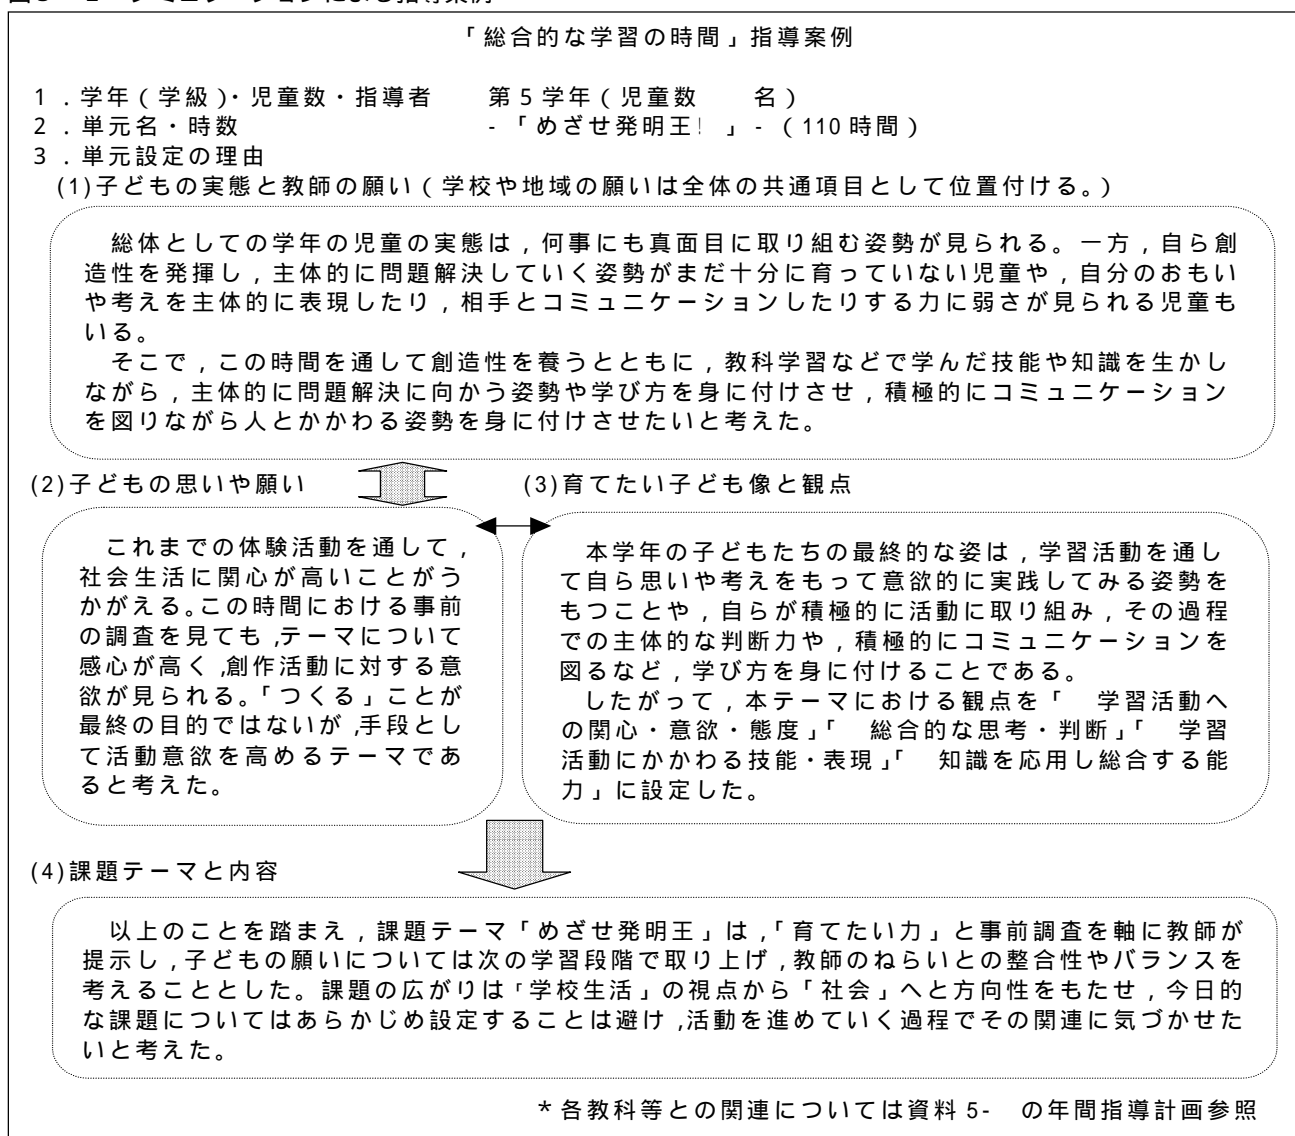 「総合的な学習の時間」指導案例
1．学年(学級)・児童数・指導者　　第5学年(児童数　　名)
2．単元名・時数　　-「めざせ発明王!」-(110時間)
3．単元設定の理由
(1)子どもの実態と教師の願い(学校や地域の願いは全体の共通項目として位置付ける。)
総体としての学年の児童の実態は,何事にも真面目に取り組む姿勢が見られる。一方,自ら創
造性を発揮し,主体的に問題解決していく姿勢がまだ十分に育っていない児童や,自分のおもい
や考えを主体的に表現したり,相手とコミュニケーションしたりする力に弱さが見られる児童も
いる。
そこで,この時間を通して創造性を養うとともに,教科学習などで学んだ技能や知識を生かし
ながら,主体的に問題解決に向かう姿勢や学び方を身に付けさせ,積極的にコミュニケーション
を図りながら人とかかわる姿勢を身に付けさせたいと考えた。
(2)子どもの思いや願い
これまでの体験活動を通して,
社会生活に関心が高いことがう
かがえる。この時間における事前
の調査を見ても,テーマについて
感心が高く,創作活動に対する意
欲が見られる。「つくる」ことが
最終の目的ではないが,手段とし
て活動意欲を高めるテーマであ
ると考えた。
(3)育てたい子ども像と観点
本学年の子どもたちの最終的な姿は,学習活動を通し
て自ら思いや考えをもって意欲的に実践してみる姿勢を
もつことや,自らが積極的に活動に取り組み,その過程
での主体的な判断力や,積極的にコミュニケーションを
図るなど,学び方を身に付けることである。
したがって,本テーマにおける観点を「　学習活動へ
の関心・意欲・態度」「　総合的な思考・判断」「　学習
活動にかかわる技能・表現」「　知識を応用し総合する能
力」に設定した。
(4)課題テーマと内容
以上のことを踏まえ,課題テーマ「めざせ発明王」は,「育てたい力」と事前調査を軸に教師が
提示し,子どもの願いについては次の学習段階で取り上げ,教師のねらいとの整合性やバランスを
考えることとした。課題の広がりは「学校生活」の視点から「社会」へと方向性をもたせ,今日的
な課題についてはあらかじめ設定することは避け,活動を進めていく過程でその関連に気づかせた
いと考えた。
*各教科等との関連については資料5-　の年間指導計画参照